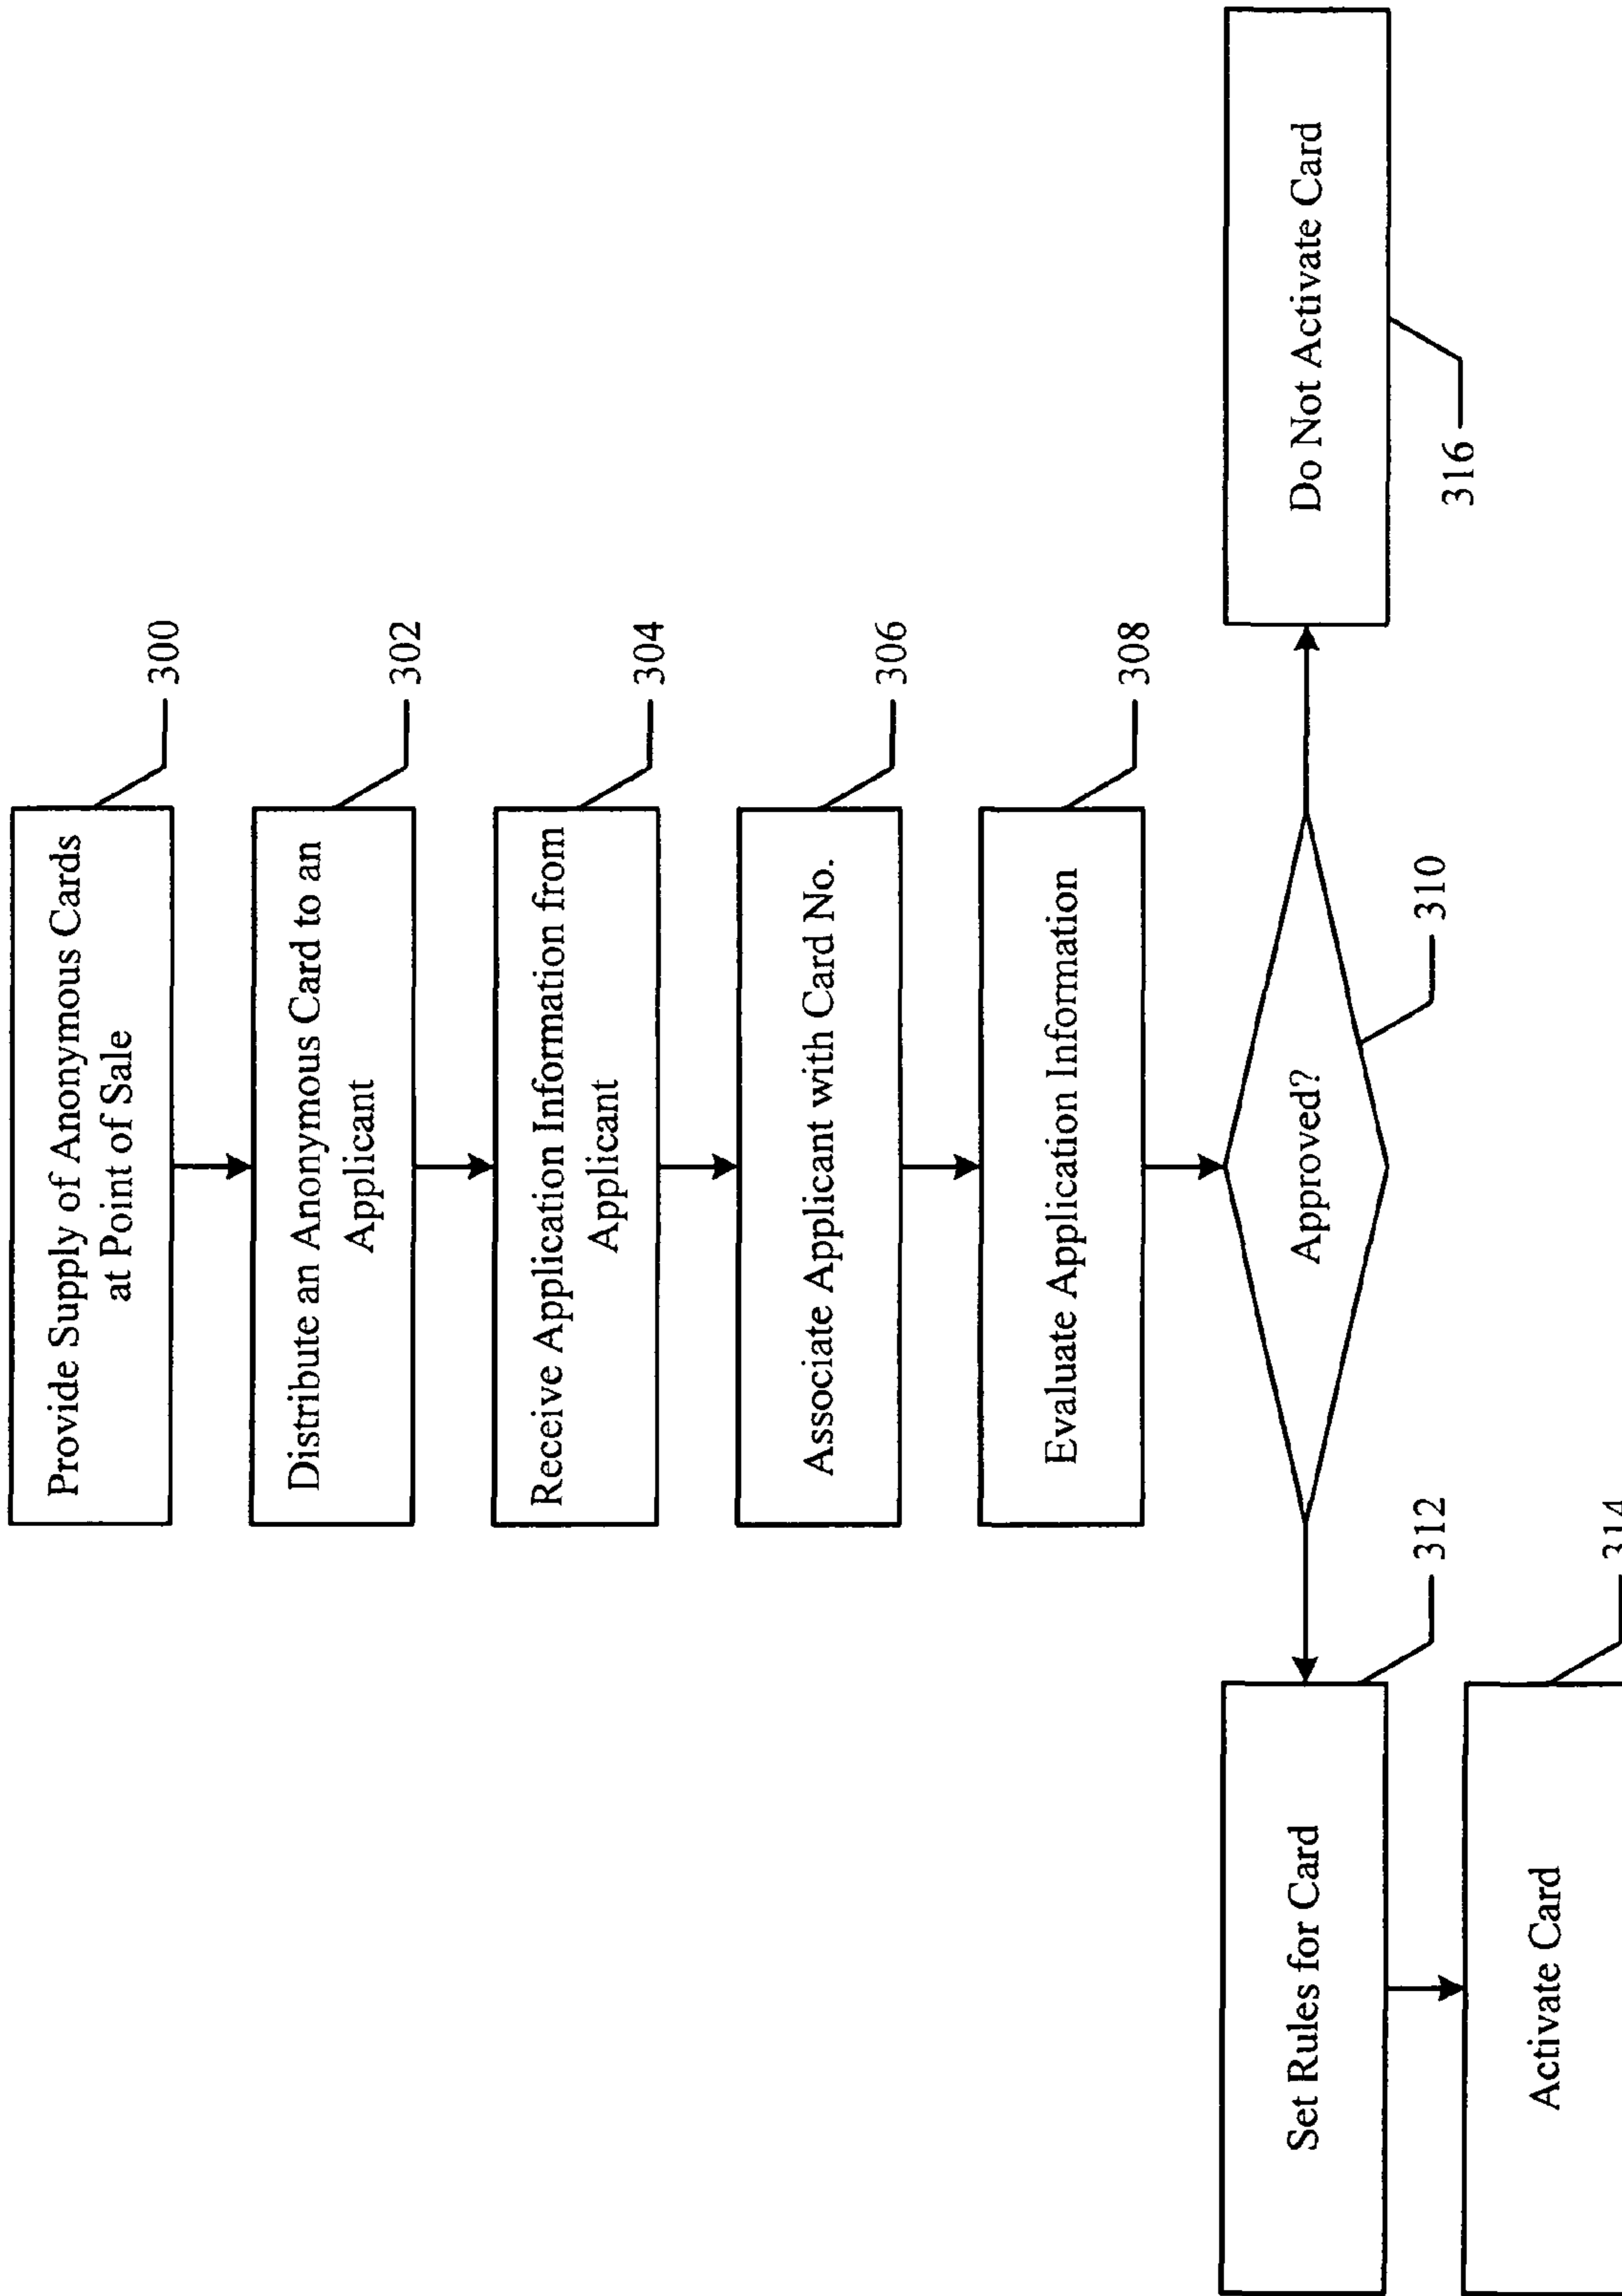 Provide Supply of Anonymous Cards
at Point of Sale
300
Distribute an Anonymous Card to an
Applicant
302
Receive Application Information from
Applicant
304
Associate Applicant with Card No.
306
Evaluate Application Information
308
Approved?
310
Set Rules for Card
312
Activate Card
314
Do Not Activate Card
316